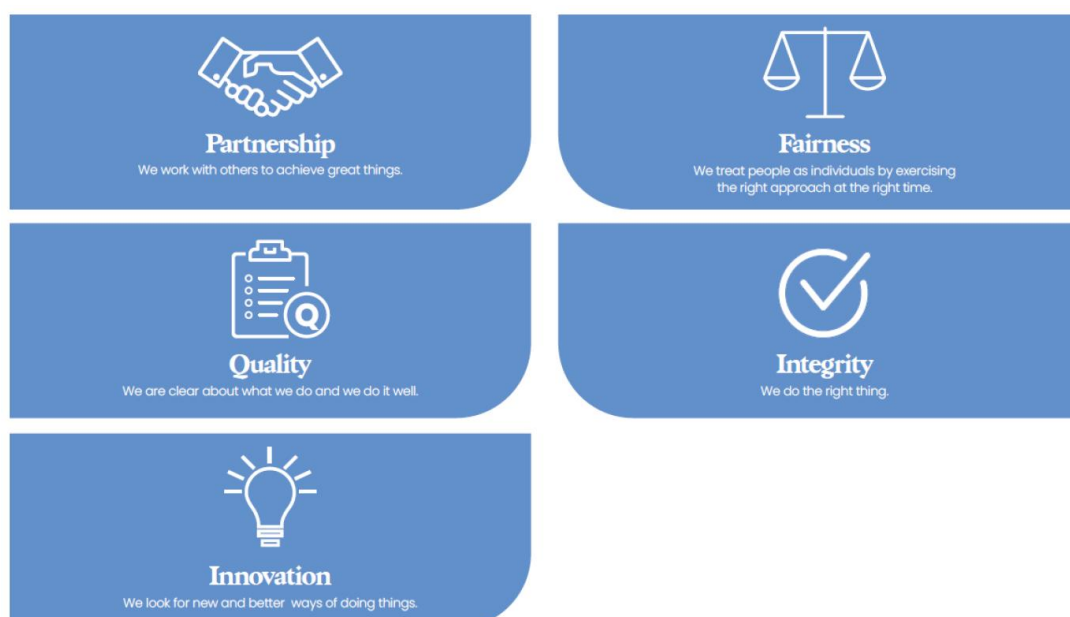 Partnership
We work with others to achieve great things.
Fairness
We treat people as individuals by exercising
the right approach at the right time.
Q
Quality
We are clear about what we do and we do it well.
Integrity
We do the right thing.
Innovation
We look for new and better  ways of doing things.